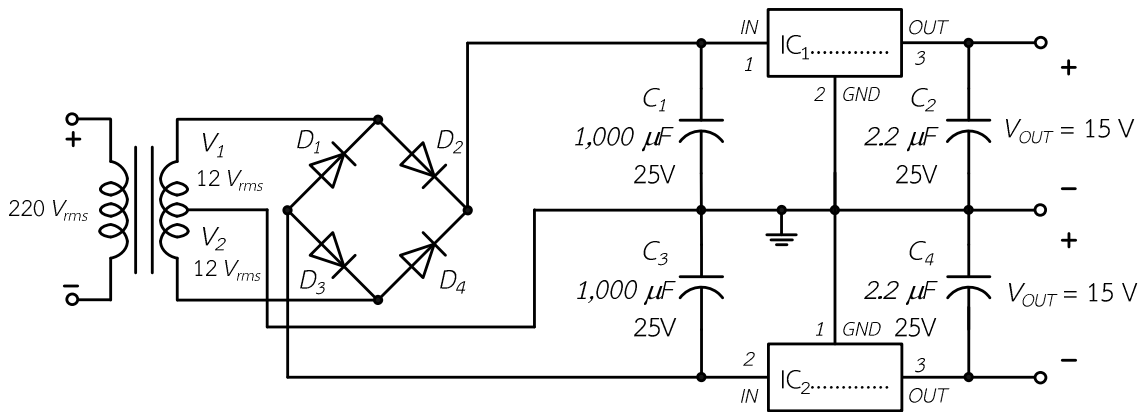 IN
1
IC1.............
OUT
3
+
2 GND
C1
1,000 µF
25V
C2
2.2 µF
25V
VOUT = 15 V
−
+
220 Vrms
−
V1
12 Vrms
V2
12 Vrms
D1
D2
D3
D4
+
C3
1,000 µF
25V
C4
2.2 µF
25V
VOUT = 15 V
−
1 GND
2
IN
IC2.............
3
OUT